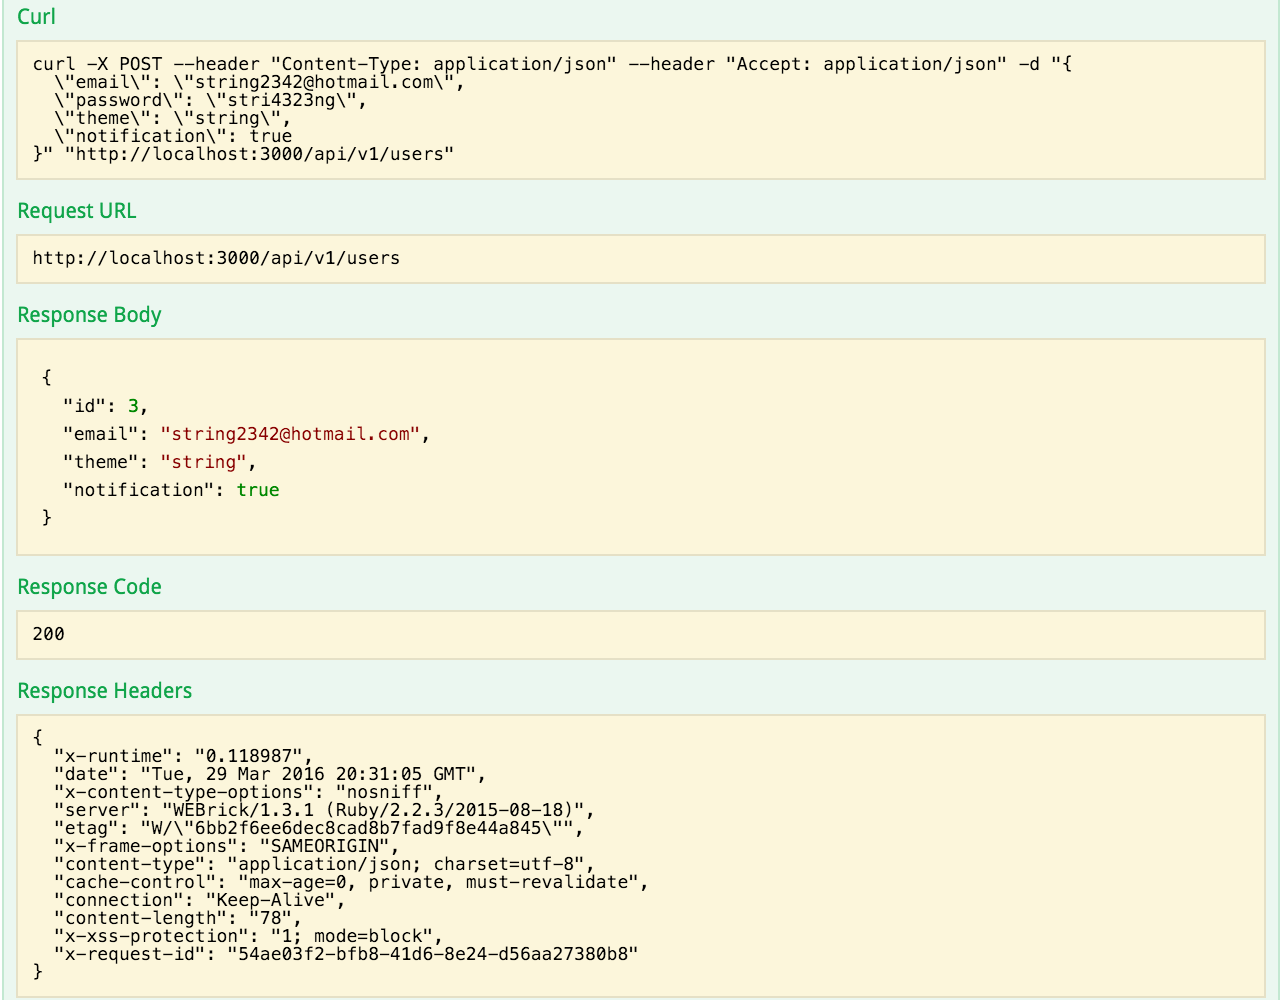 Curl
curl -X POST --header "Content-Type: application/json" --header "Accept: application/json" -d "{
  \"email\": \"string2342@hotmail.com\",
  \"password\": \"stri4323ng\",
  \"theme\": \"string\",
  \"notification\": true
}" "http://localhost:3000/api/v1/users"
Request URL
http://localhost:3000/api/v1/users
Response Body
{
  "id": 3,
  "email": "string2342@hotmail.com",
  "theme": "string",
  "notification": true
}
Response Code
200
Response Headers
{
  "x-runtime": "0.118987",
  "date": "Tue, 29 Mar 2016 20:31:05 GMT",
  "x-content-type-options": "nosniff",
  "server": "WEBrick/1.3.1 (Ruby/2.2.3/2015-08-18)",
  "etag": "W/\"6bb2f6ee6dec8cad8b7fad9f8e44a845\"",
  "x-frame-options": "SAMEORIGIN",
  "content-type": "application/json; charset=utf-8",
  "cache-control": "max-age=0, private, must-revalidate",
  "connection": "Keep-Alive",
  "content-length": "78",
  "x-xss-protection": "1; mode=block",
  "x-request-id": "54ae03f2-bfb8-41d6-8e24-d56aa27380b8"
}